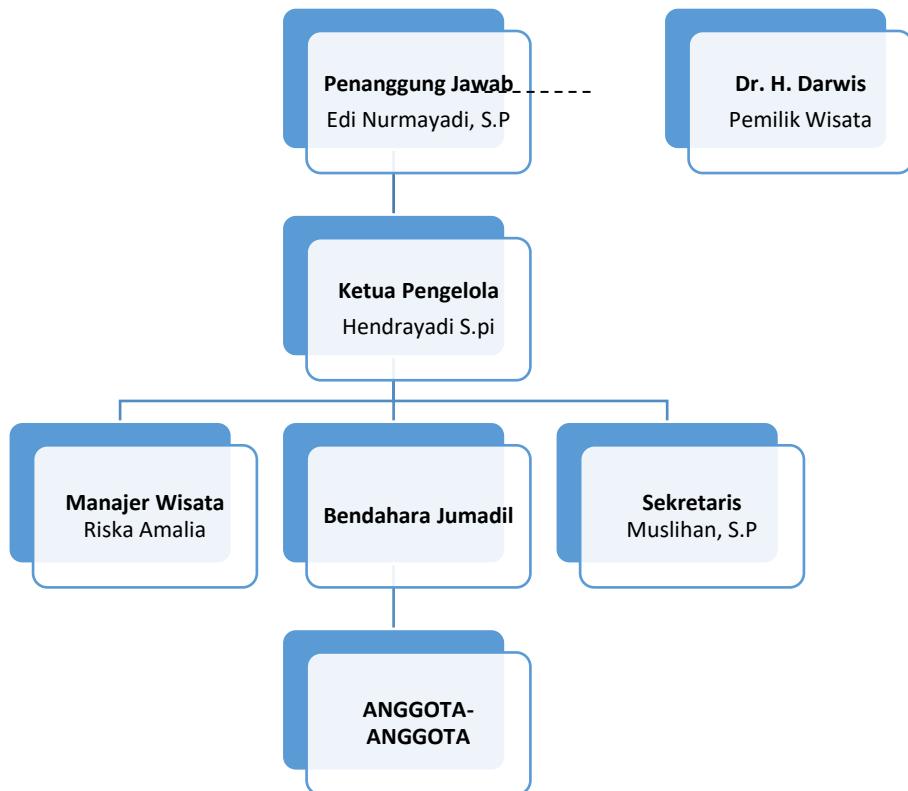 Penanggung Jawab
Edi Nurmayadi, S.P
Dr. H. Darwis
Pemilik Wisata
Ketua Pengelola
Hendrayadi S.pi
Manajer Wisata
Riska Amalia
Bendahara Jumadil
Sekretaris
Muslihan, S.P
ANGGOTA-
ANGGOTA